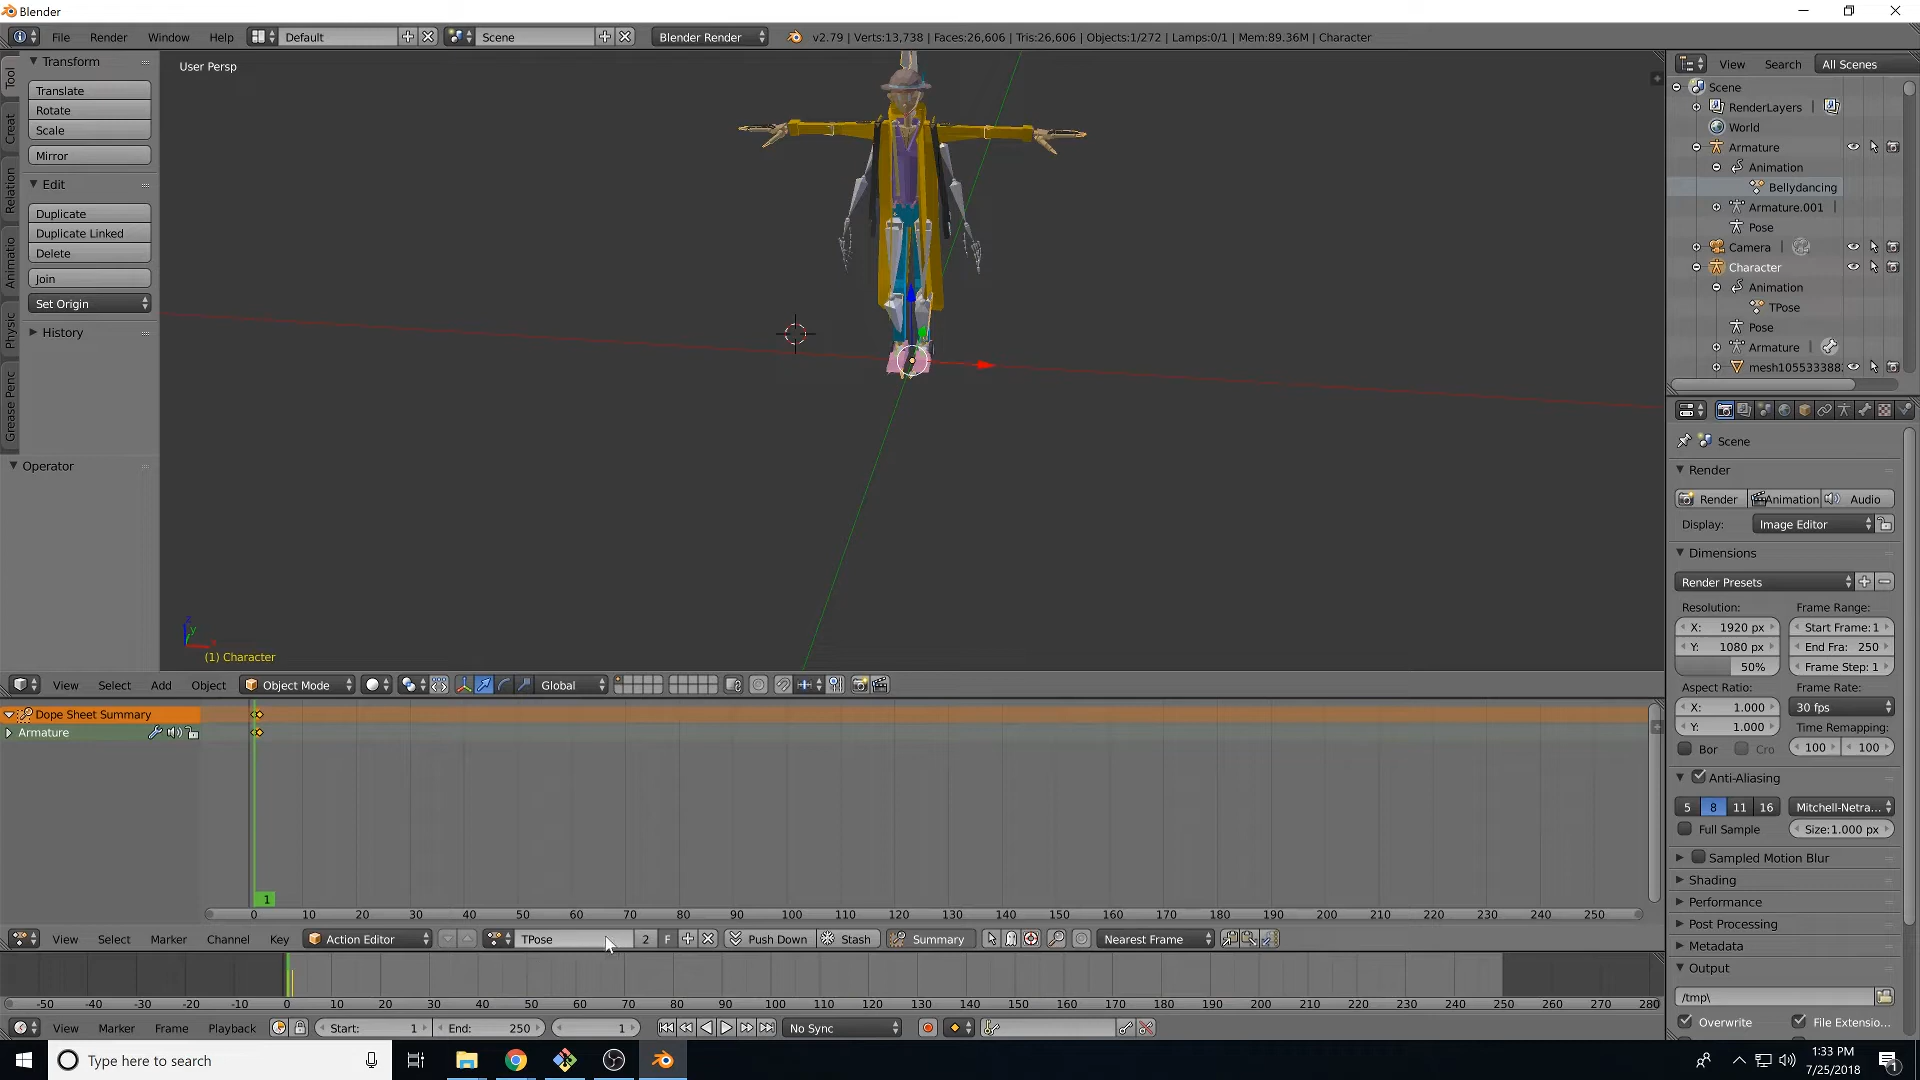 Blender
File Render Window Help Default Scene Blender Render v2.79 | Verts:13,738 | Faces:26,606 | Tris:26,606 | Objects:1/272 | Lamps:0/1 | Mem:89.36M | Character
Tool
Creat
Relation
Animatio
Physic
Grease Penc
Transform
Translate
Rotate
Scale
Mirror
Edit
Duplicate
Duplicate Linked
Delete
Join
Set Origin
History
Operator
User Persp
(1) Character
View Search All Scenes
Scene
RenderLayers
World
Armature
Animation
Bellydancing
Armature.001
Pose
Camera
Character
Animation
TPose
Pose
Armature
mesh1055333882
Scene
Render
Render Animation Audio
Display: Image Editor
Dimensions
Render Presets
Resolution: Frame Range:
X: 1920 px Start Frame: 1
Y: 1080 px End Fra: 250
50% Frame Step: 1
Aspect Ratio: Frame Rate:
X: 1.000 30 fps
Y: 1.000 Time Remapping:
Bor Cro 100 100
Anti-Aliasing
5 8 11 16 Mitchell-Netra...
Full Sample Size:1.000 px
Sampled Motion Blur
Shading
Performance
Post Processing
Metadata
Output
/tmp\
Overwrite File Extensio...
View Select Add Object Object Mode Global
Dope Sheet Summary
Armature
1
0 10 20 30 40 50 60 70 80 90 100 110 120 130 140 150 160 170 180 190 200 210 220 230 240 250
View Select Marker Channel Key Action Editor TPose 2 F Push Down Stash Summary Nearest Frame
-50 -40 -30 -20 -10 0 10 20 30 40 50 60 70 80 90 100 110 120 130 140 150 160 170 180 190 200 210 220 230 240 250 260 270 280
View Marker Frame Playback Start: 1 End: 250 1 No Sync
Type here to search
1:33 PM
7/25/2018
1